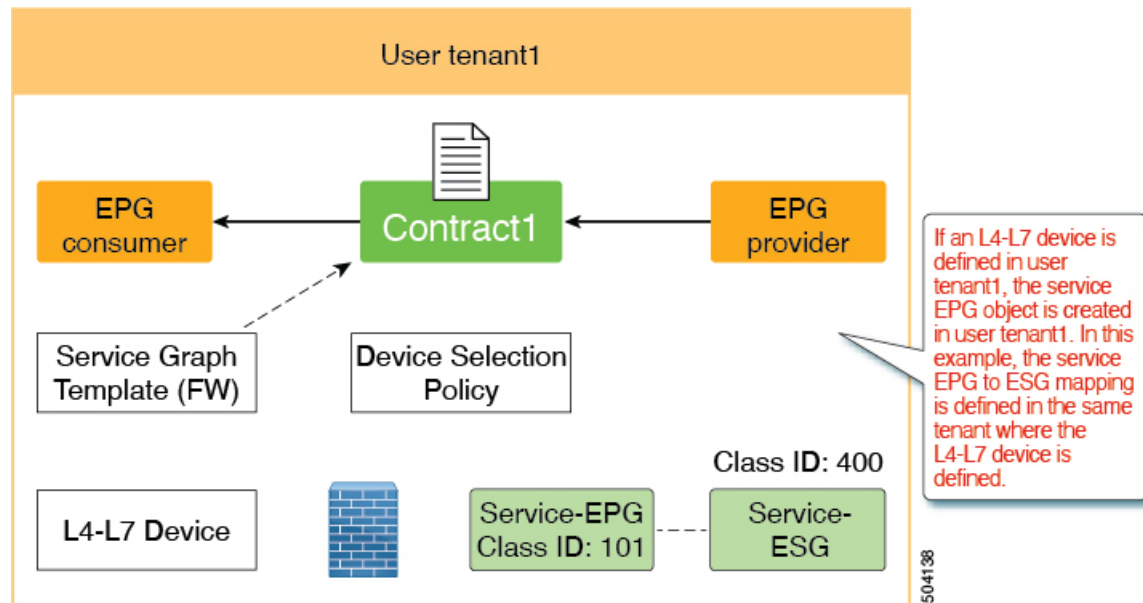 User tenant1
EPG
consumer
Contract1
EPG
provider
If an L4-L7 device is
defined in user
tenant1, the service
EPG object is created
in user tenant1. In this
example, the service
EPG to ESG mapping
is defined in the same
tenant where the
L4-L7 device is
defined.
Service Graph
Template (FW)
Device Selection
Policy
Class ID: 400
L4-L7 Device
Service-EPG
Class ID: 101
Service-
ESG
504138